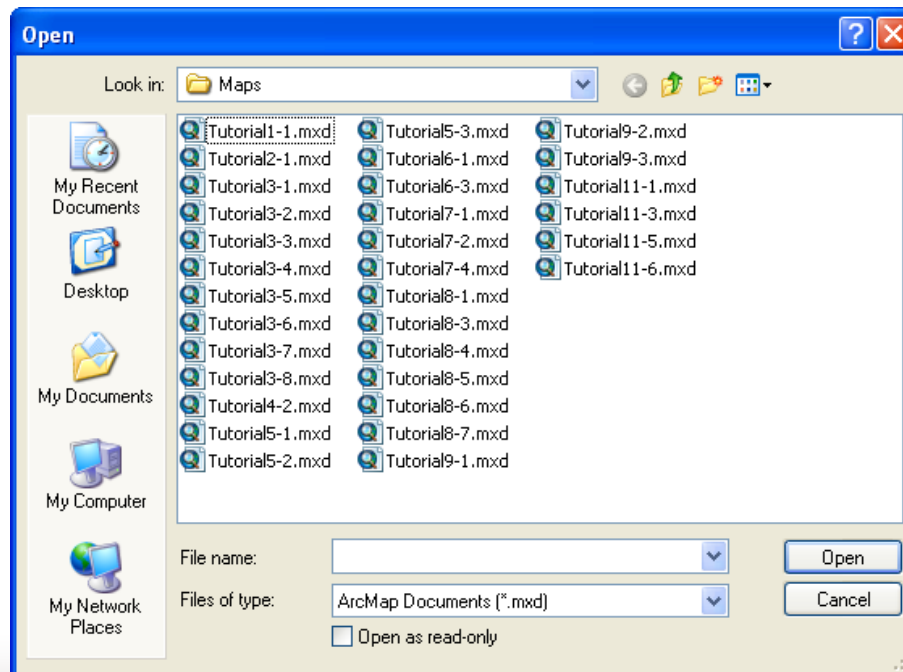 Open
Look in:
Maps
My Recent
Documents
Desktop
My Documents
My Computer
My Network
Places
Tutorial1-1.mxd
Tutorial2-1.mxd
Tutorial3-1.mxd
Tutorial3-2.mxd
Tutorial3-3.mxd
Tutorial3-4.mxd
Tutorial3-5.mxd
Tutorial3-6.mxd
Tutorial3-7.mxd
Tutorial3-8.mxd
Tutorial4-2.mxd
Tutorial5-1.mxd
Tutorial5-2.mxd
Tutorial5-3.mxd
Tutorial6-1.mxd
Tutorial6-3.mxd
Tutorial7-1.mxd
Tutorial7-2.mxd
Tutorial7-4.mxd
Tutorial8-1.mxd
Tutorial8-3.mxd
Tutorial8-4.mxd
Tutorial8-5.mxd
Tutorial8-6.mxd
Tutorial8-7.mxd
Tutorial9-1.mxd
Tutorial9-2.mxd
Tutorial9-3.mxd
Tutorial11-1.mxd
Tutorial11-3.mxd
Tutorial11-5.mxd
Tutorial11-6.mxd
File name:
Open
Files of type:
ArcMap Documents (*.mxd)
Cancel
Open as read-only